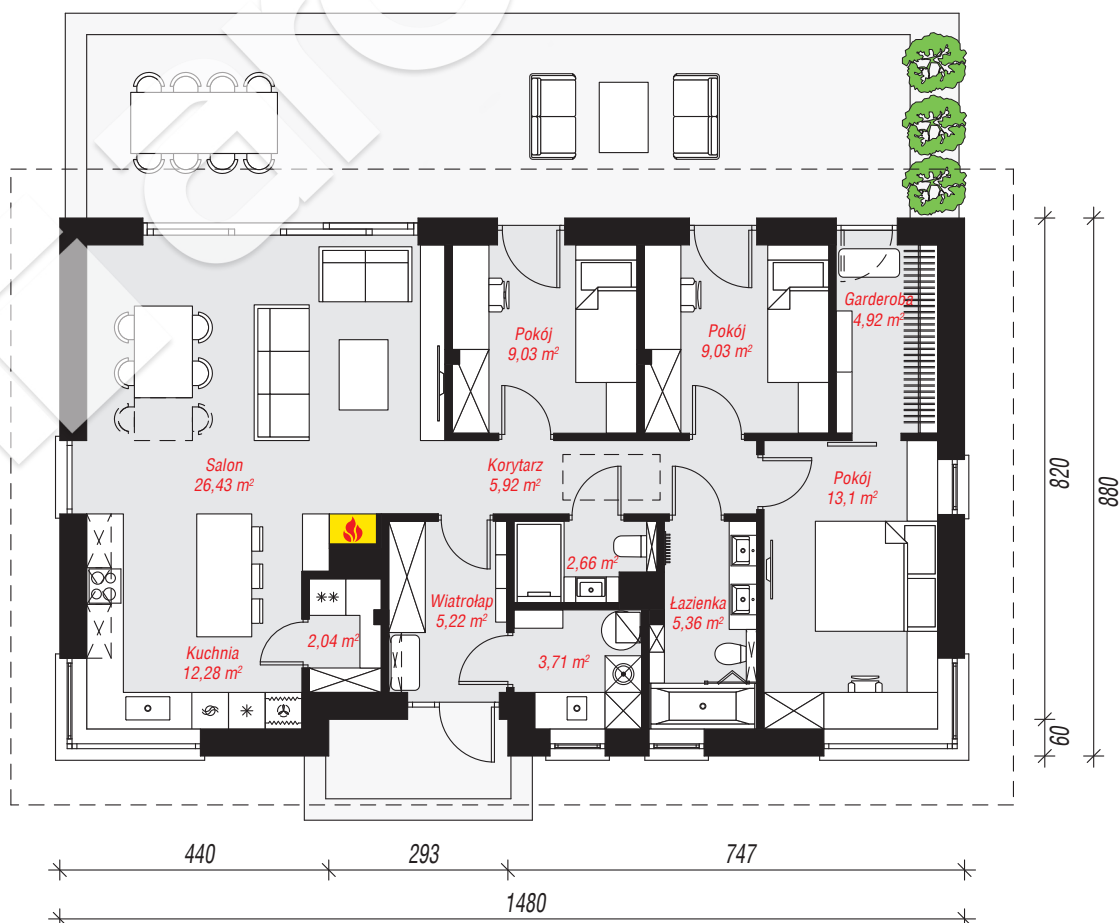 Garderoba
4,92 m²
Pokój
9,03 m²
Pokój
9,03 m²
Salon
26,43 m²
Korytarz
5,92 m²
Pokój
13,1 m²
2,66 m²
Wiatrołap
5,22 m²
Łazienka
5,36 m²
2,04 m²
Kuchnia
12,28 m²
3,71 m²
820
880
60
440
293
747
1480